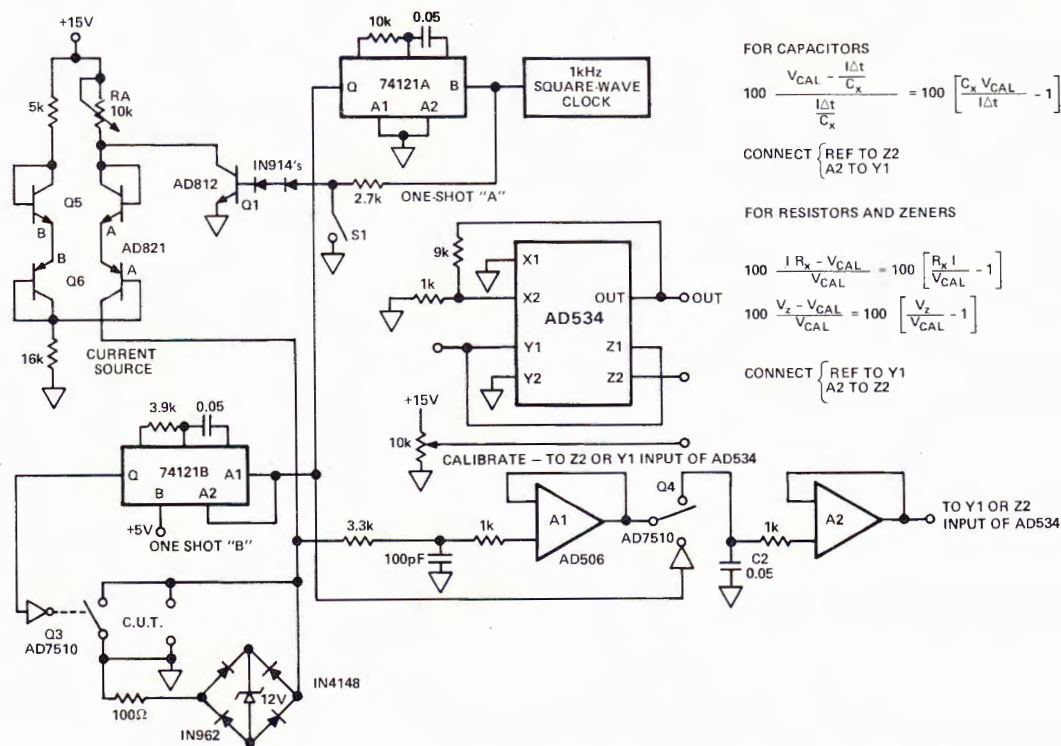 +15V
5k
RA
10k
Q5
B
A
B
A
AD821
Q6
16k
CURRENT
SOURCE
10k
0.05
Q
74121A
B
A1
A2
1kHz
SQUARE-WAVE
CLOCK
IN914's
AD812
Q1
2.7k
ONE-SHOT "A"
S1
9k
1k
X1
X2
OUT
OUT
AD534
Y1
Z1
Y2
Z2
+15V
10k
CALIBRATE – TO Z2 OR Y1 INPUT OF AD534
FOR CAPACITORS
100 (V_CAL - IΔt/C_x) / (IΔt/C_x) = 100 [C_x V_CAL / IΔt - 1]
CONNECT { REF TO Z2
A2 TO Y1
FOR RESISTORS AND ZENERS
100 (I R_x - V_CAL) / V_CAL = 100 [R_x I / V_CAL - 1]
100 (V_z - V_CAL) / V_CAL = 100 [V_z / V_CAL - 1]
CONNECT { REF TO Y1
A2 TO Z2
3.9k
0.05
Q
74121B
A1
B
A2
+5V
ONE SHOT "B"
3.3k
100pF
1k
A1
AD506
Q4
AD7510
C2
0.05
1k
A2
TO Y1 OR Z2
INPUT OF AD534
Q3
AD7510
C.U.T.
100Ω
12V
IN4148
IN962